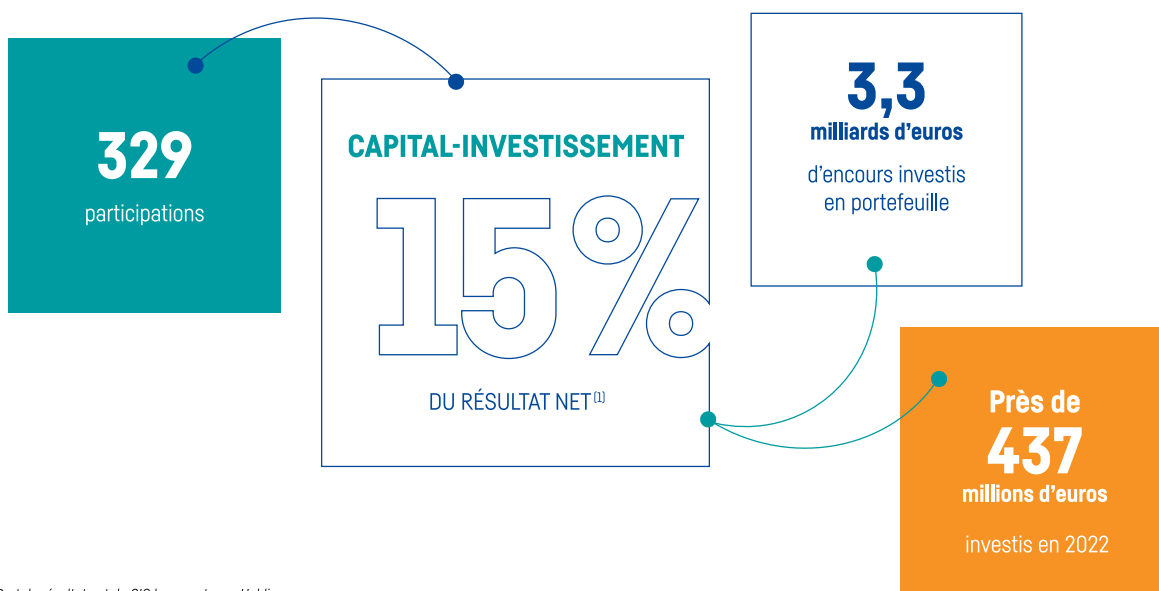 329
participations
CAPITAL-INVESTISSEMENT
15%
DU RÉSULTAT NET (1)
3,3
milliards d'euros
d'encours investis
en portefeuille
Près de
437
millions d'euros
investis en 2022